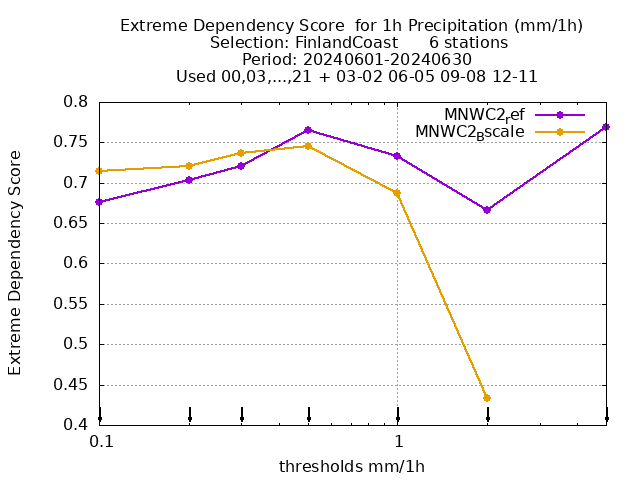 Extreme Dependency Score  for 1h Precipitation (mm/1h)
Selection: FinlandCoast      6 stations
Period: 20240601-20240630
Used 00,03,...,21 + 03-02 06-05 09-08 12-11
MNWC2_ref
MNWC2_Bscale
0.8
0.75
0.7
0.65
0.6
0.55
0.5
0.45
0.4
Extreme Dependency Score
0.1
1
thresholds mm/1h